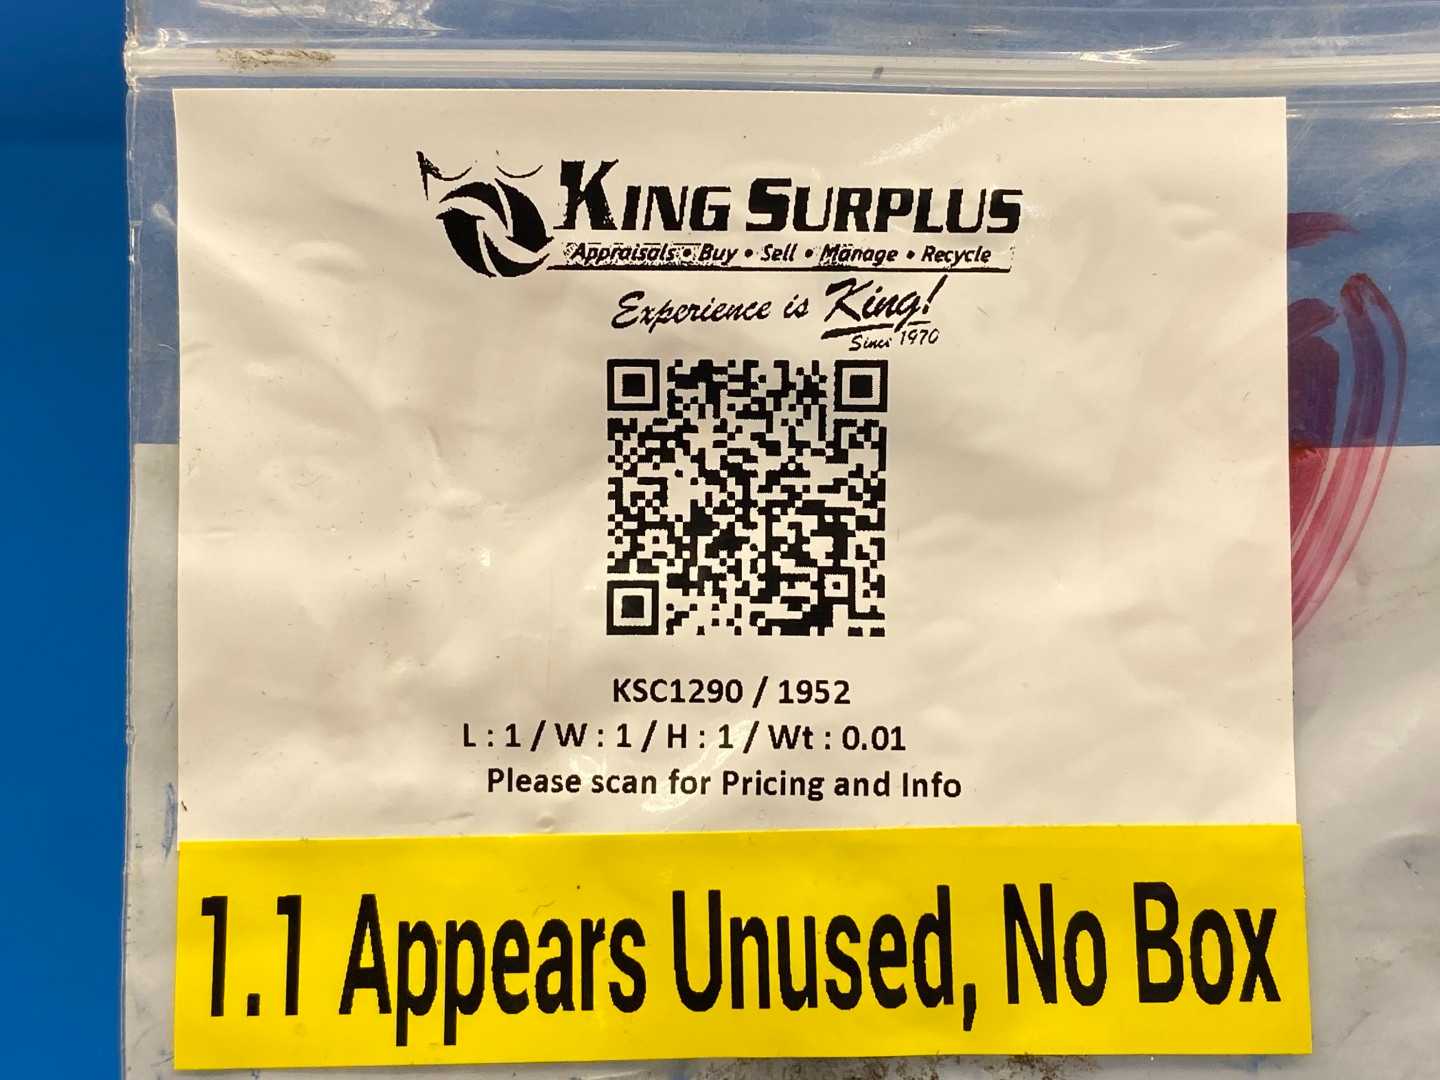 KING SURPLUS
Appraisals • Buy • Sell • Manage • Recycle
Experience is King!
Since 1970
KSC1290 / 1952
L : 1 / W : 1 / H : 1 / Wt : 0.01
Please scan for Pricing and Info
1.1 Appears Unused, No Box